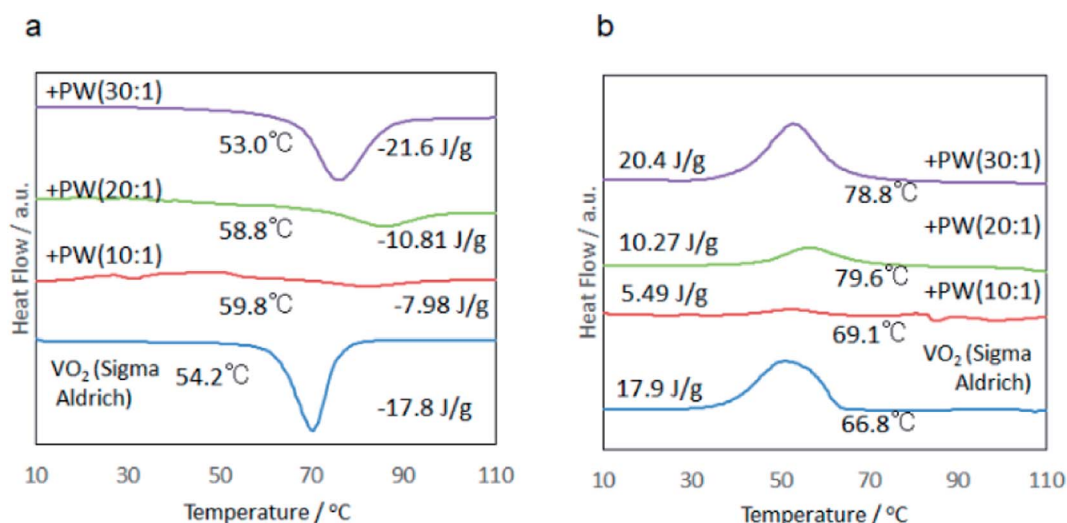 a
+PW(30:1)
53.0℃
-21.6 J/g
+PW(20:1)
58.8℃
-10.81 J/g
+PW(10:1)
59.8℃
-7.98 J/g
VO₂ (Sigma
Aldrich)
54.2℃
-17.8 J/g
Heat Flow / a.u.
10 30 50 70 90 110
Temperature / °C
b
20.4 J/g
+PW(30:1)
78.8℃
10.27 J/g
+PW(20:1)
79.6℃
5.49 J/g
+PW(10:1)
69.1℃
VO₂ (Sigma
Aldrich)
17.9 J/g
66.8℃
Heat Flow / a.u.
10 30 50 70 90 110
Temperature / °C